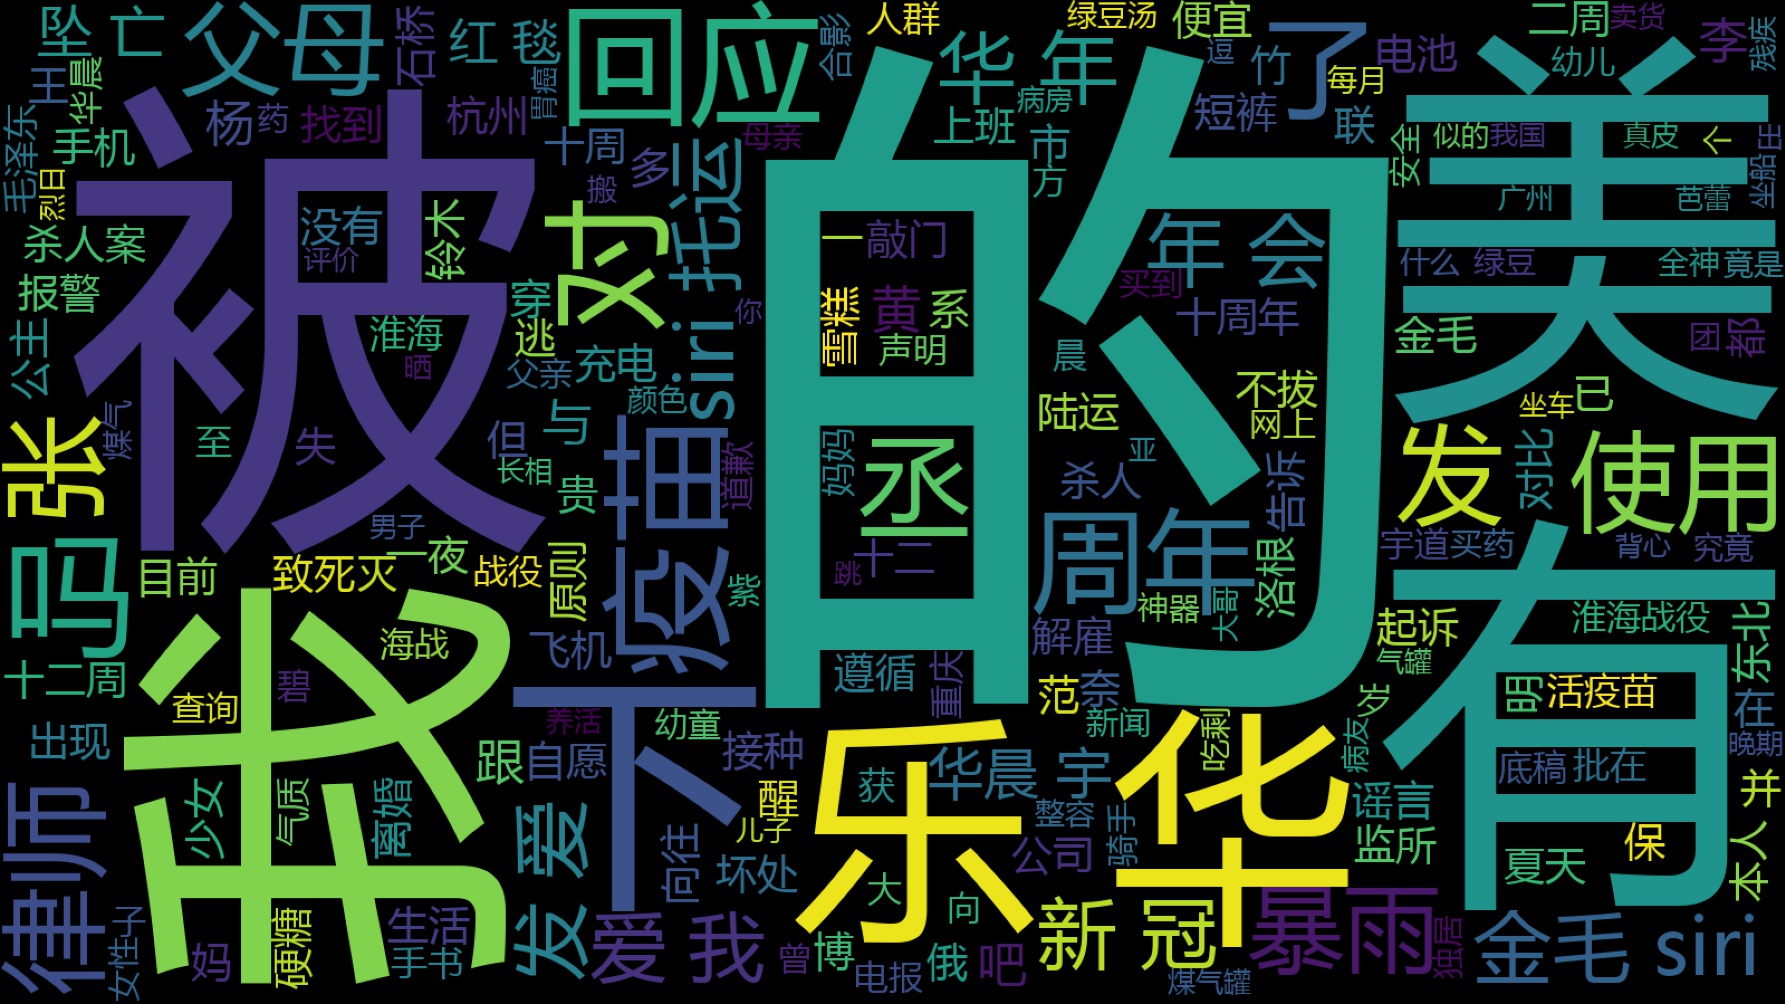 坠亡
父母
石桥
红毯
回应
合影
人群
绿豆汤
便宜
了
二周
卖货
李
残疾
王
华晨
胃癌
华年
逗
竹
电池
幼儿
美
毛泽东
手机
杨
药
找到
杭州
母亲
上班
病房
短裤
每月
联
烈日
被
十周
多
托运
市
方
安全
似的
我国
真皮
个
出
坐船
杀人案
没有
评价
铃木
搬
对
的
一
敲门
年会
广州
芭蕾
报警
穿
siri
你
雪糕
黄
系
买到
十周年
什么
绿豆
全神
竟是
公主
淮海
晒
逃
父亲
充电
声明
晨
金毛
团
都
煤气
颜色
不拔
坐车
已
张
至
失
但
与
长相
贵
疫苗
道歉
妈妈
丞
陆运
网上
亚
发
对比
使用
杀人
告诉
吗
男子
一夜
目前
致死灭
战役
原则
紫
跳
十二
周年
神器
大哥
洛根
宇道
买药
背心
究竟
有
我
海战
飞机
解雇
起诉
气罐
淮海战役
东北
十二周
查询
碧
下
遵循
重庆
范
奈
岁
明
活疫苗
在
出现
养活
幼童
新闻
吃剩
病友
晚期
跟
自愿
接种
乐
华
底稿
批在
律师
少女
气质
离婚
爱
醒
获
华晨宇
谣言
并
儿子
整容
骑手
向往
坏处
公司
监所
夏天
保
本人
女性
子
妈
硬糖
生活
手书
友
爱我
大
向
曾
博
电报
俄
吧
新冠
煤气罐
暴雨
独居
金毛
siri